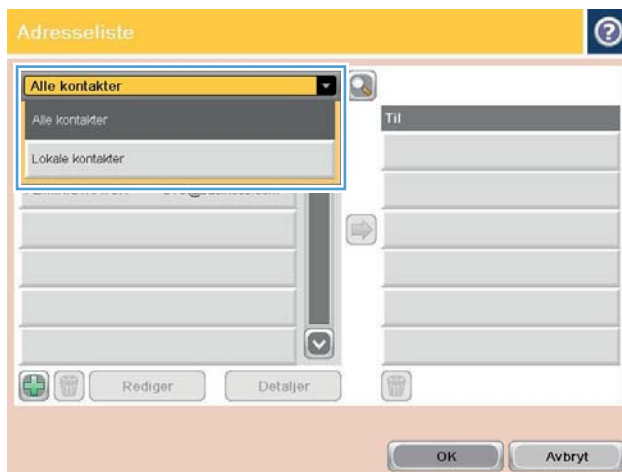 Adresseliste
Alle kontakter
Alle kontakter
Lokale kontakter
Til
Rediger
Detaljer
OK
Avbryt